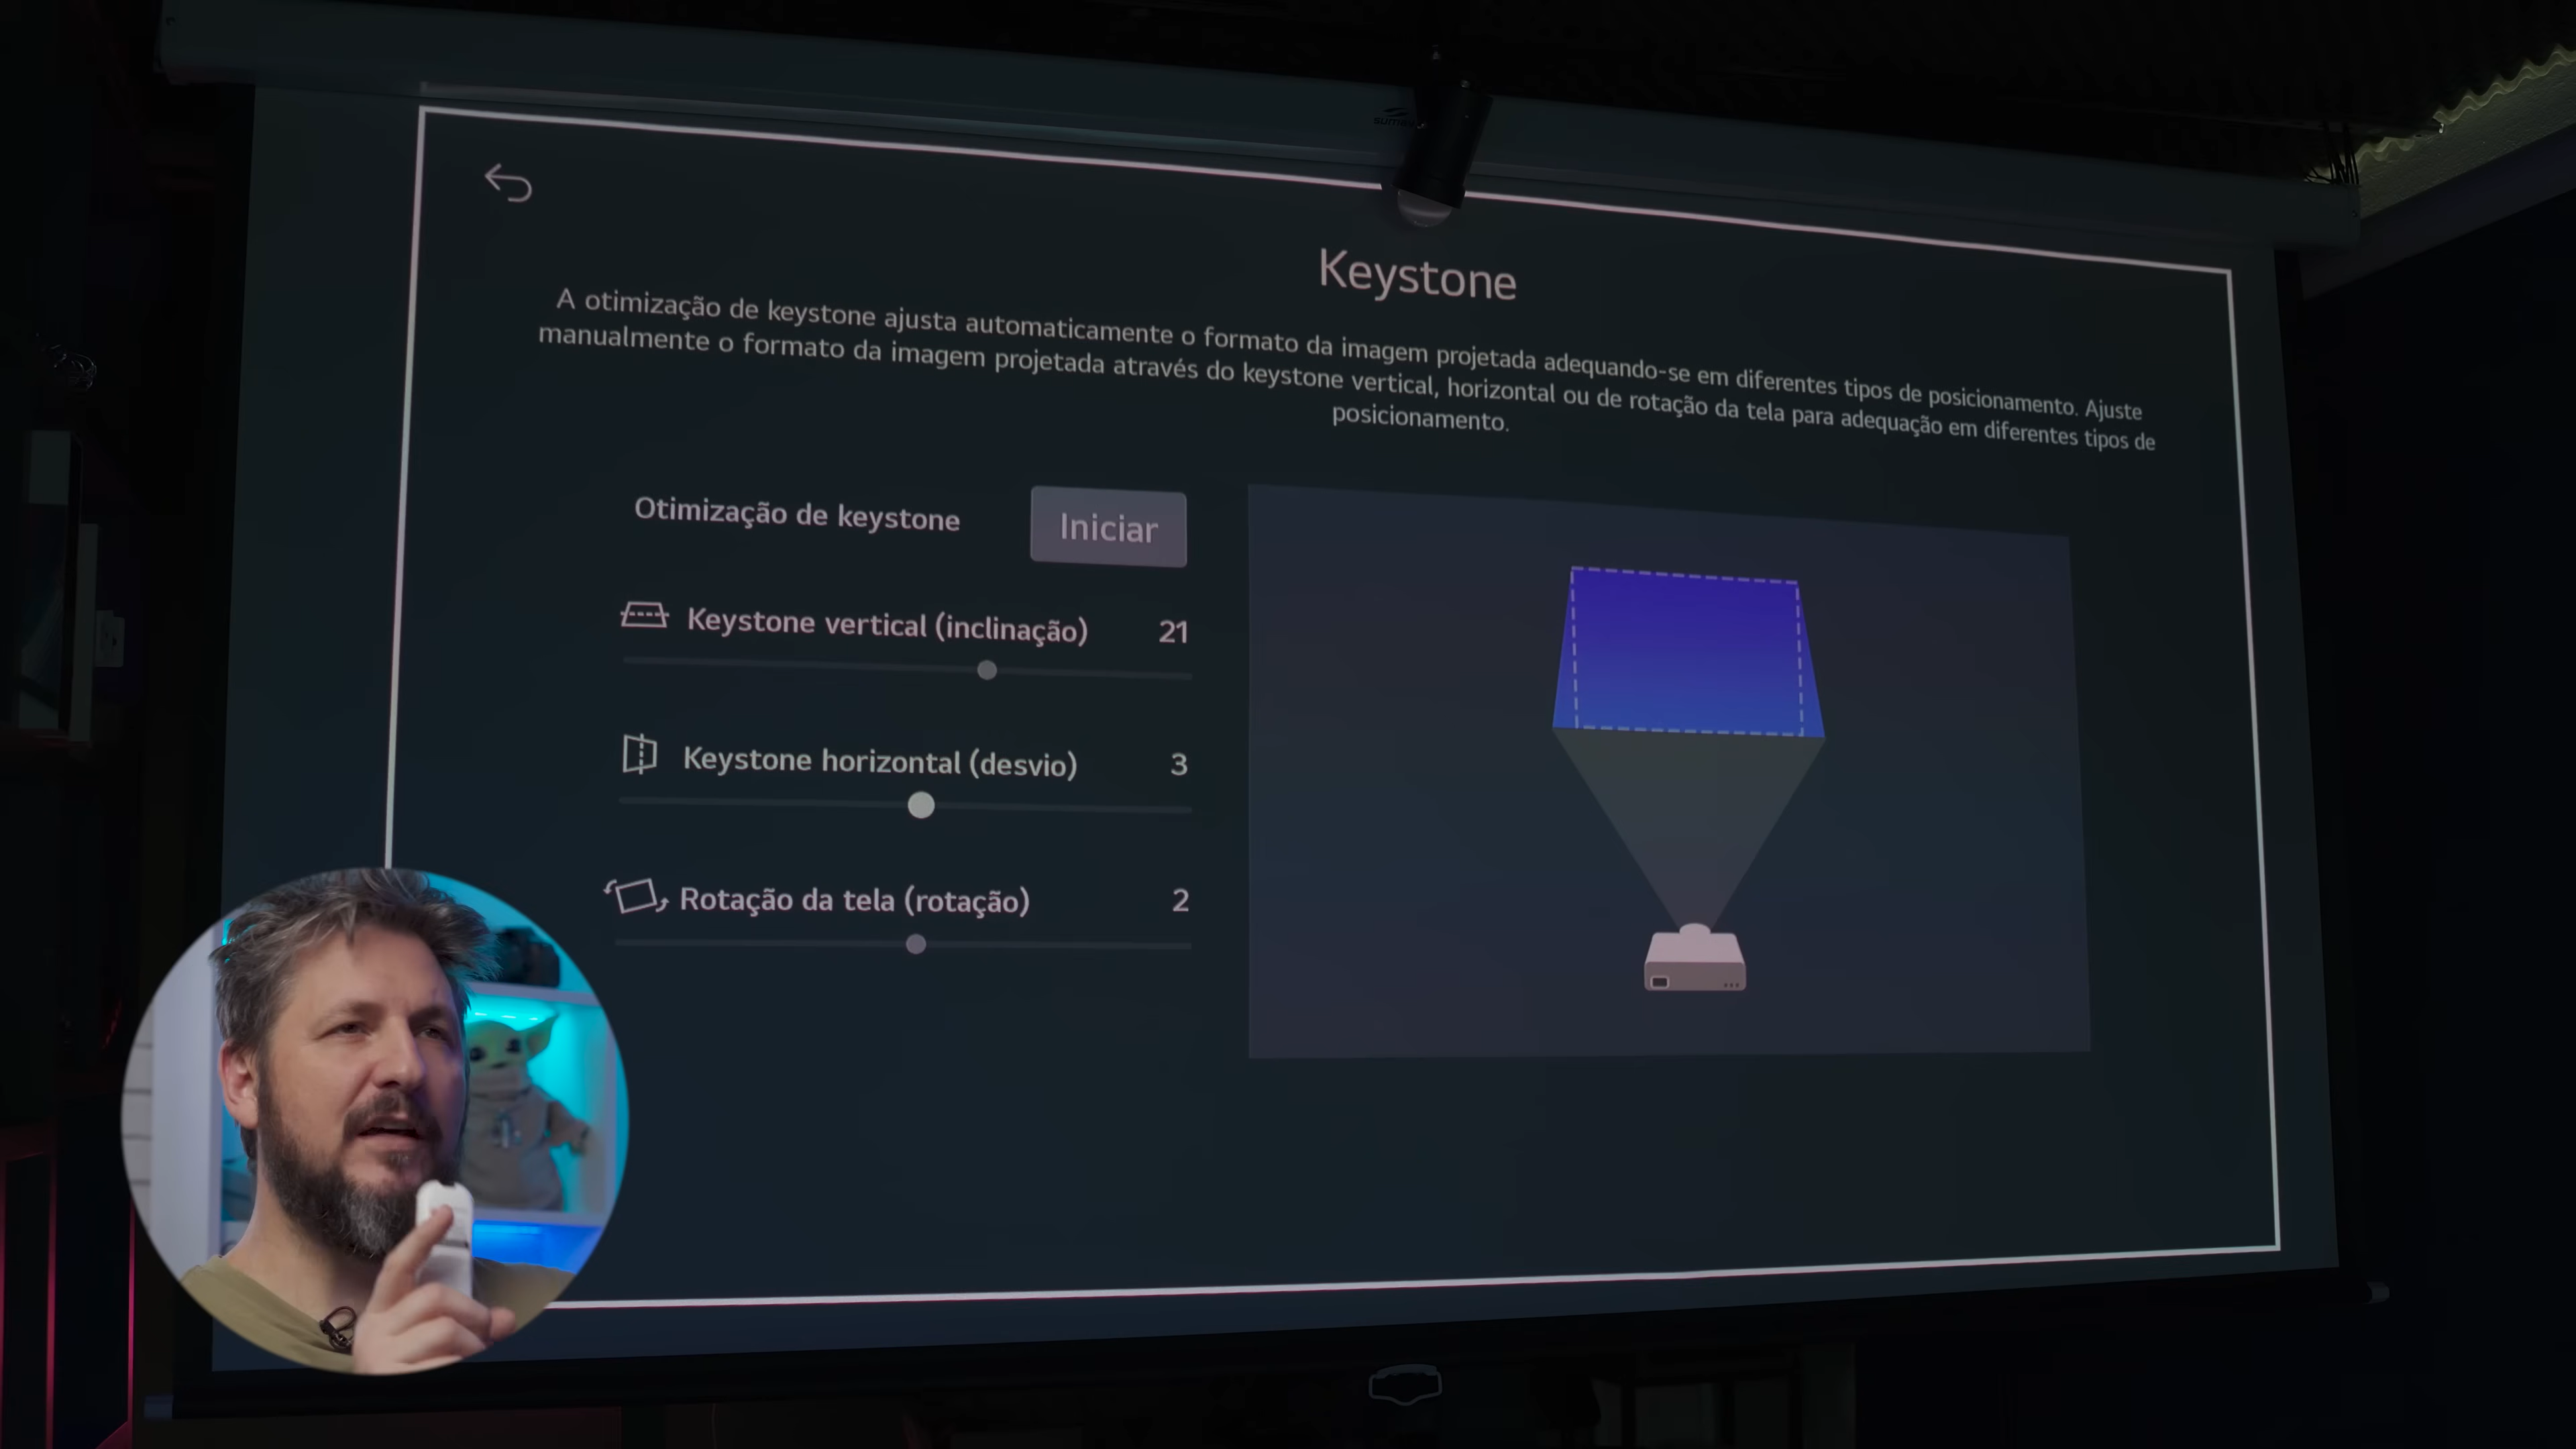 Keystone
A otimização de keystone ajusta automaticamente o formato da imagem projetada adequando-se em diferentes tipos de posicionamento. Ajuste
manualmente o formato da imagem projetada através do keystone vertical, horizontal ou de rotação da tela para adequação em diferentes tipos de
posicionamento.
Otimização de keystone
Iniciar
Keystone vertical (inclinação) 21
Keystone horizontal (desvio) 3
Rotação da tela (rotação) 2